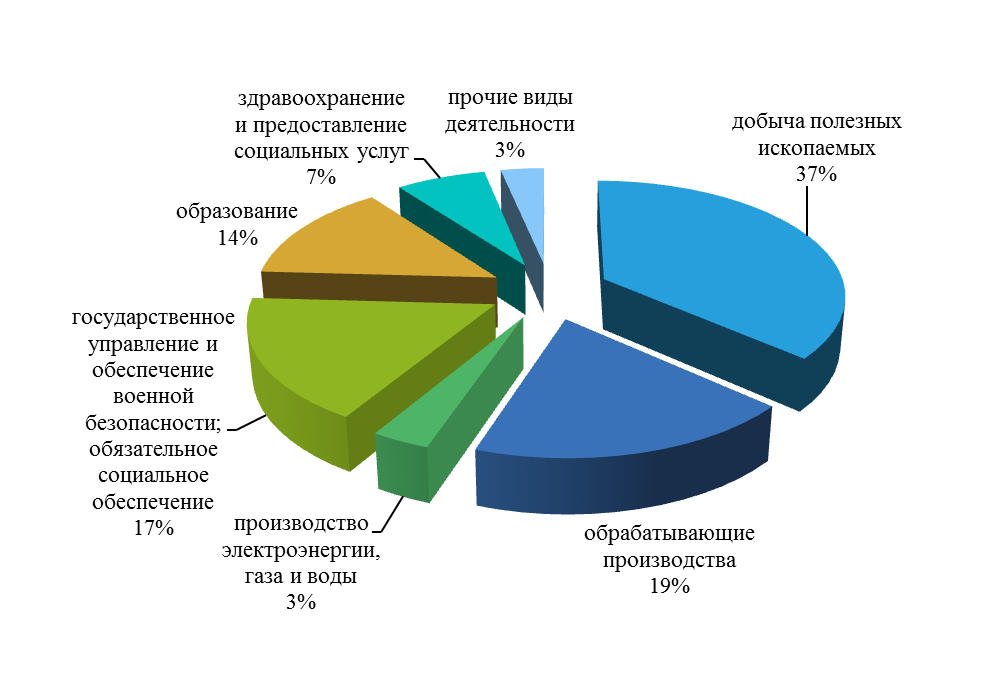 здравоохранение
и предоставление
социальных услуг
7%
прочие виды
деятельности
3%
добыча полезных
ископаемых
37%
образование
14%
государственное
управление и
обеспечение
военной
безопасности;
обязательное
социальное
обеспечение
17%
производство
электроэнергии,
газа и воды
3%
обрабатывающие
производства
19%